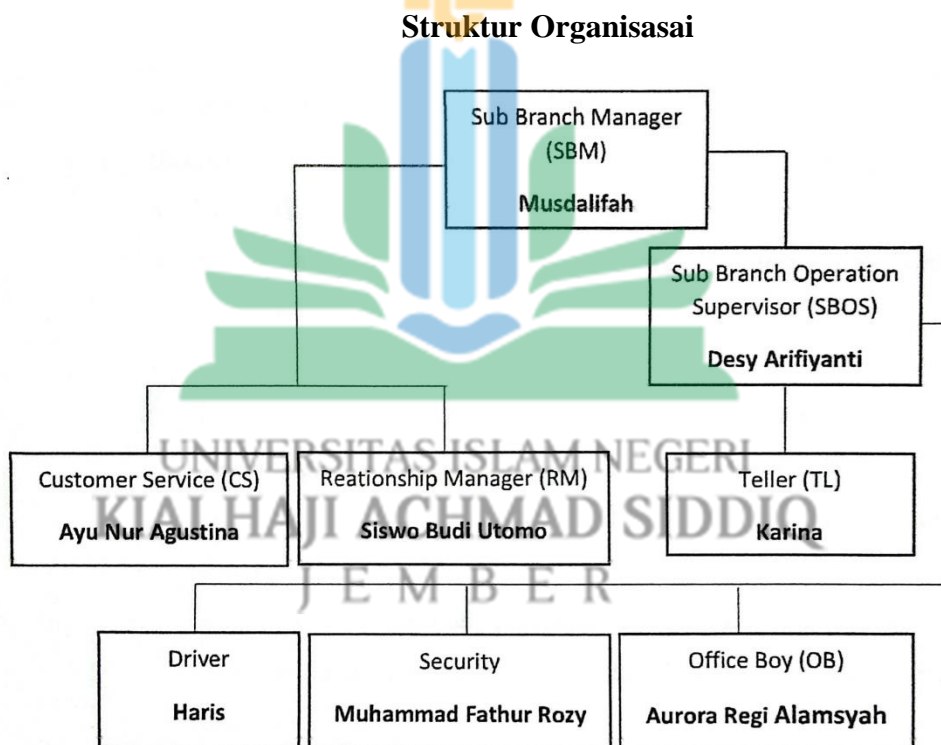 Struktur Organisasai
Sub Branch Manager
(SBM)
Musdalifah
Sub Branch Operation
Supervisor (SBOS)
Desy Arifiyanti
UNIVERSITAS ISLAM NEGERI
Customer Service (CS)
Reationship Manager (RM)
Teller (TL)
KIAI HAJI ACHMAD SIDDIQ
Ayu Nur Agustina
Siswo Budi Utomo
Karina
JEMBER
Driver
Security
Office Boy (OB)
Haris
Muhammad Fathur Rozy
Aurora Regi Alamsyah